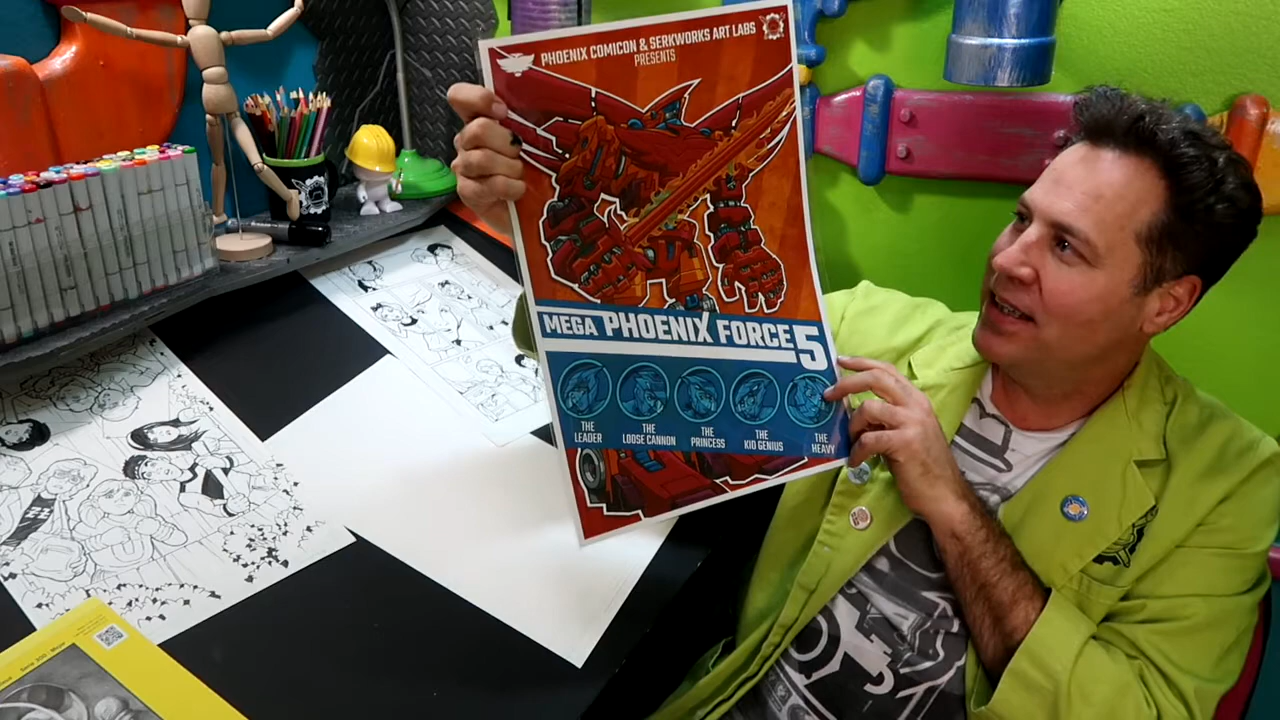 PHOENIX COMICON & SERKWORKS ART LABS
PRESENTS
MEGA PHOENIX FORCE 5
THE LEADER
THE LOOSE CANNON
THE PRINCESS
THE KID GENIUS
THE HEAVY
22